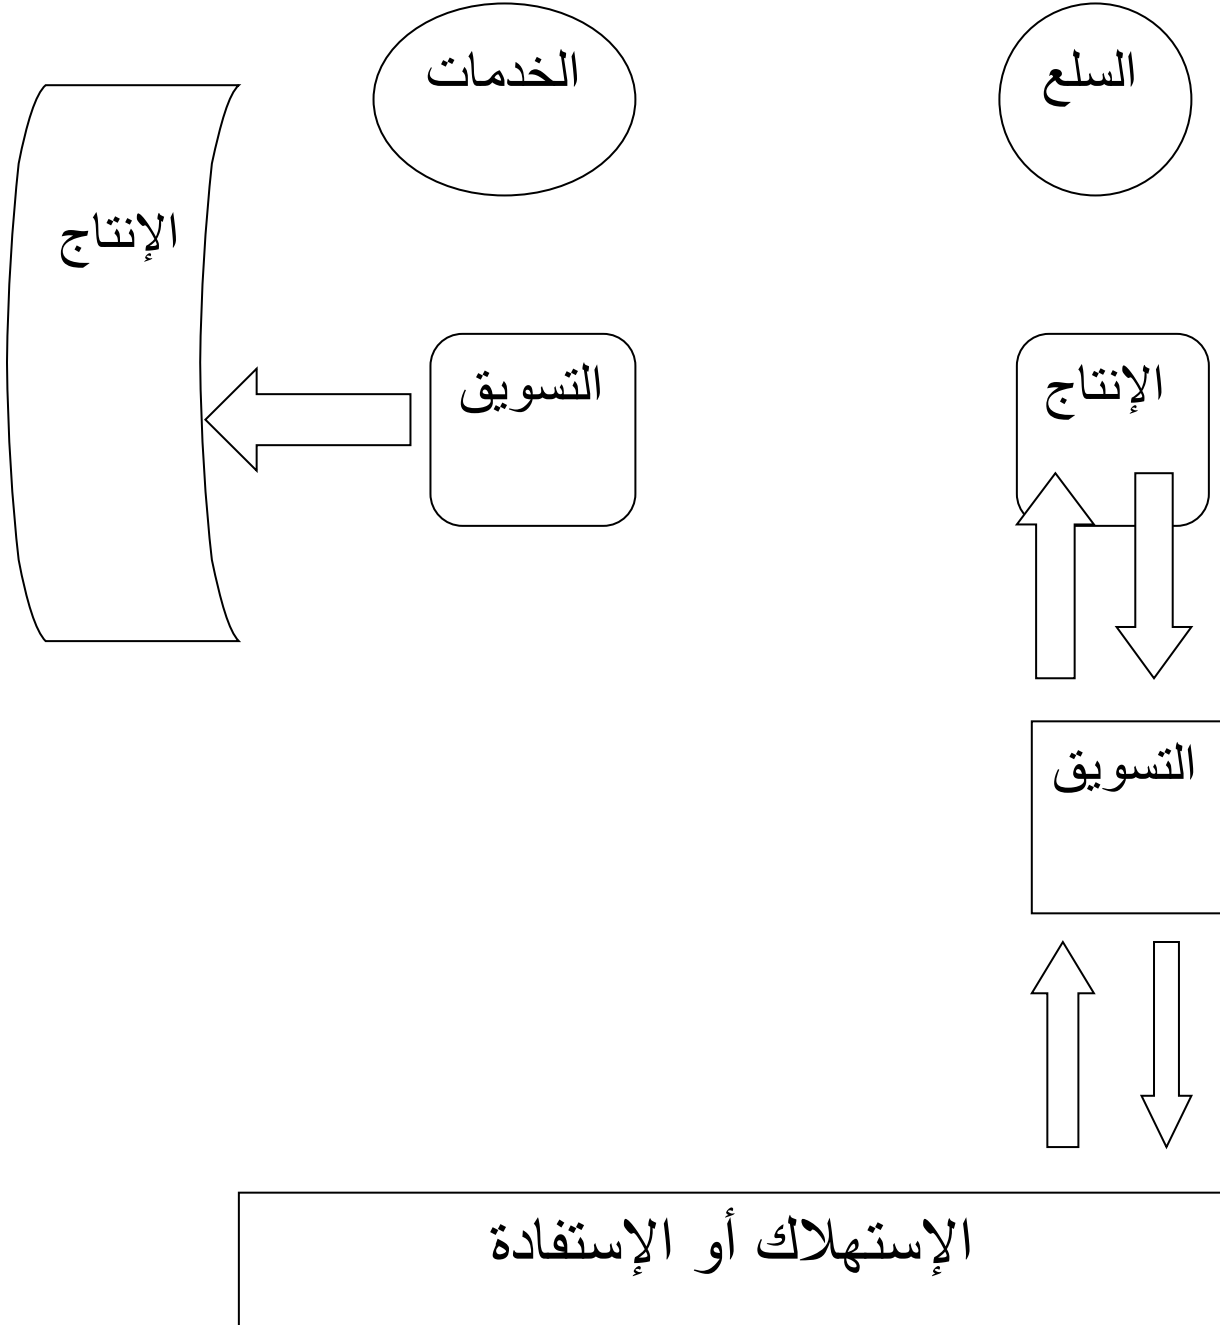 السلع
الخدمات
الإنتاج
الإنتاج
التسويق
التسويق
الإستهلاك أو الإستفادة